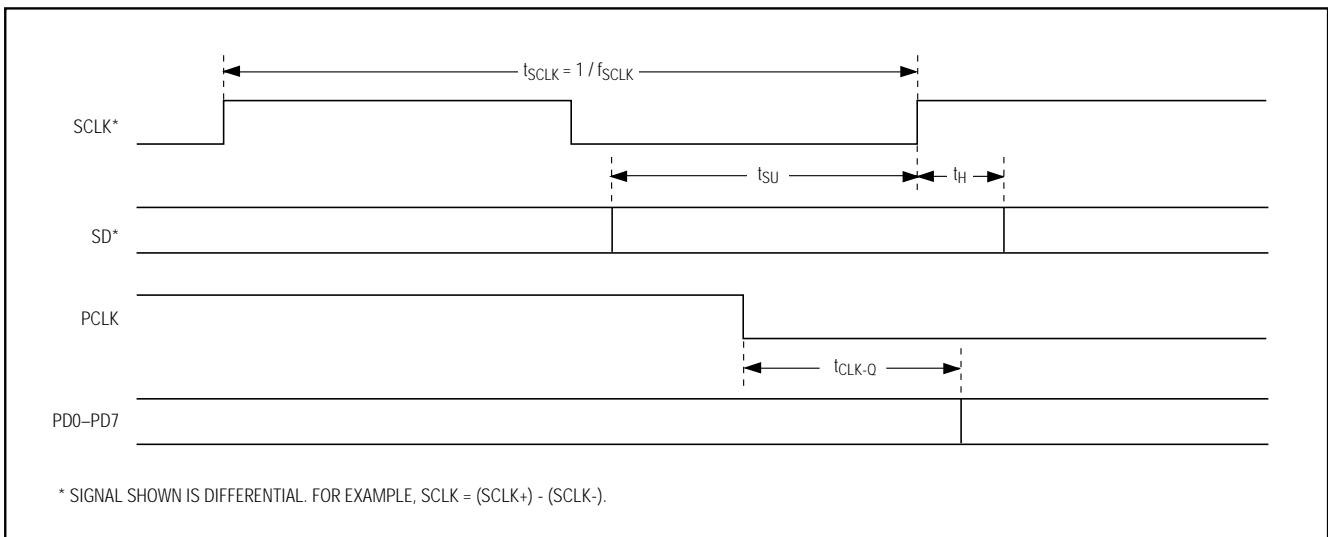 tSCLK = 1 / fSCLK
SCLK*
tSU
tH
SD*
PCLK
tCLK-Q
PD0–PD7
* SIGNAL SHOWN IS DIFFERENTIAL. FOR EXAMPLE, SCLK = (SCLK+) - (SCLK-).